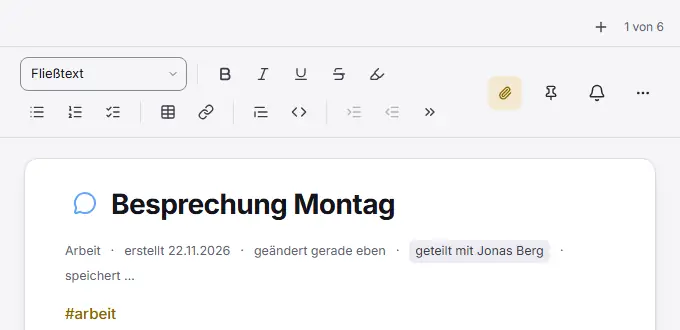 1 von 6
Fließtext
Besprechung Montag
Arbeit · erstellt 22.11.2026 · geändert gerade eben · geteilt mit Jonas Berg ·
speichert ...
#arbeit